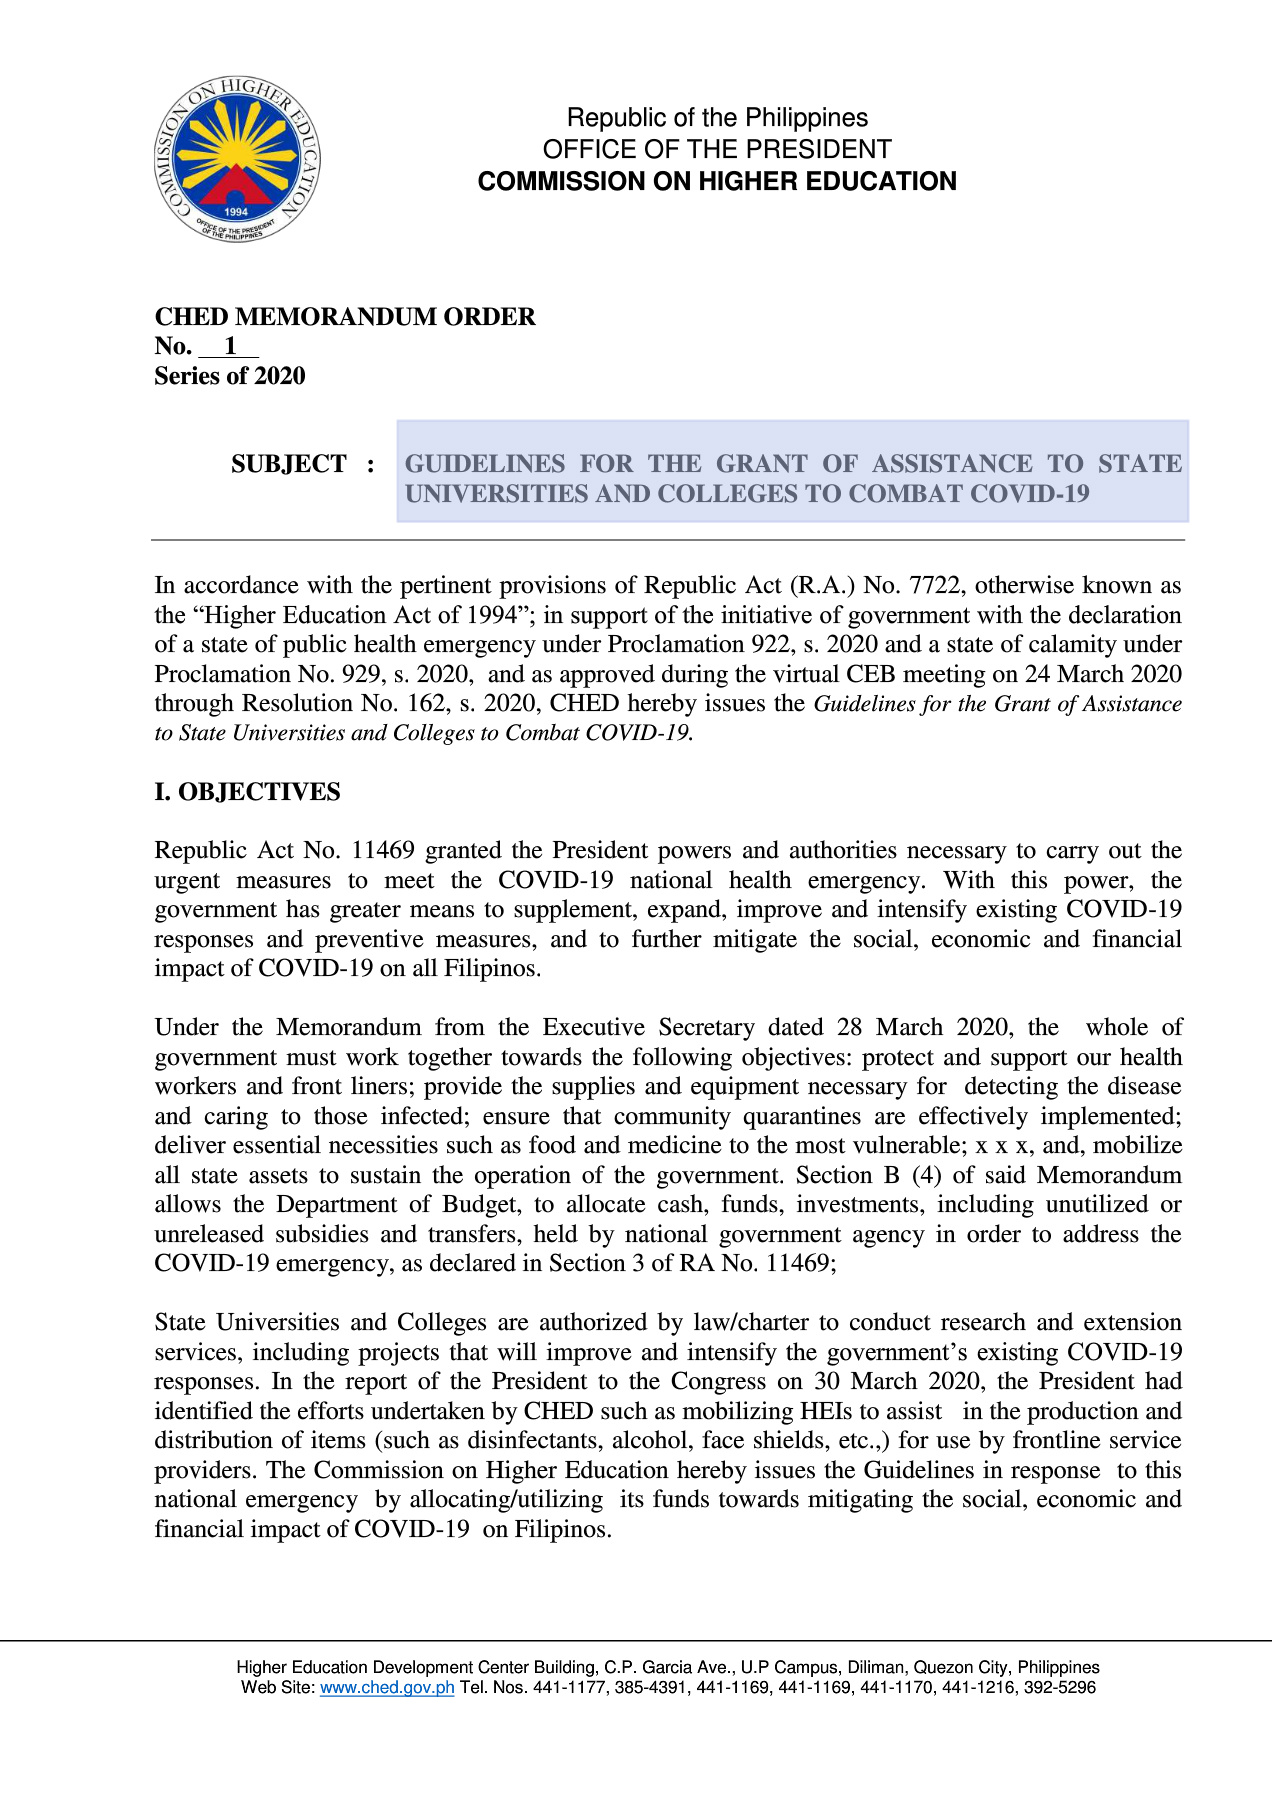 COMMISSION ON HIGHER EDUCATION
1994
OFFICE OF THE PRESIDENT
OF THE PHILIPPINES
Republic of the Philippines
OFFICE OF THE PRESIDENT
COMMISSION ON HIGHER EDUCATION
CHED MEMORANDUM ORDER
No. 1
Series of 2020
SUBJECT : GUIDELINES FOR THE GRANT OF ASSISTANCE TO STATE
UNIVERSITIES AND COLLEGES TO COMBAT COVID-19
In accordance with the pertinent provisions of Republic Act (R.A.) No. 7722, otherwise known as
the “Higher Education Act of 1994”; in support of the initiative of government with the declaration
of a state of public health emergency under Proclamation 922, s. 2020 and a state of calamity under
Proclamation No. 929, s. 2020, and as approved during the virtual CEB meeting on 24 March 2020
through Resolution No. 162, s. 2020, CHED hereby issues the Guidelines for the Grant of Assistance
to State Universities and Colleges to Combat COVID-19.
I. OBJECTIVES
Republic Act No. 11469 granted the President powers and authorities necessary to carry out the
urgent measures to meet the COVID-19 national health emergency. With this power, the
government has greater means to supplement, expand, improve and intensify existing COVID-19
responses and preventive measures, and to further mitigate the social, economic and financial
impact of COVID-19 on all Filipinos.
Under the Memorandum from the Executive Secretary dated 28 March 2020, the whole of
government must work together towards the following objectives: protect and support our health
workers and front liners; provide the supplies and equipment necessary for detecting the disease
and caring to those infected; ensure that community quarantines are effectively implemented;
deliver essential necessities such as food and medicine to the most vulnerable; x x x, and, mobilize
all state assets to sustain the operation of the government. Section B (4) of said Memorandum
allows the Department of Budget, to allocate cash, funds, investments, including unutilized or
unreleased subsidies and transfers, held by national government agency in order to address the
COVID-19 emergency, as declared in Section 3 of RA No. 11469;
State Universities and Colleges are authorized by law/charter to conduct research and extension
services, including projects that will improve and intensify the government’s existing COVID-19
responses. In the report of the President to the Congress on 30 March 2020, the President had
identified the efforts undertaken by CHED such as mobilizing HEIs to assist in the production and
distribution of items (such as disinfectants, alcohol, face shields, etc.,) for use by frontline service
providers. The Commission on Higher Education hereby issues the Guidelines in response to this
national emergency by allocating/utilizing its funds towards mitigating the social, economic and
financial impact of COVID-19 on Filipinos.
Higher Education Development Center Building, C.P. Garcia Ave., U.P Campus, Diliman, Quezon City, Philippines
Web Site: www.ched.gov.ph Tel. Nos. 441-1177, 385-4391, 441-1169, 441-1169, 441-1170, 441-1216, 392-5296